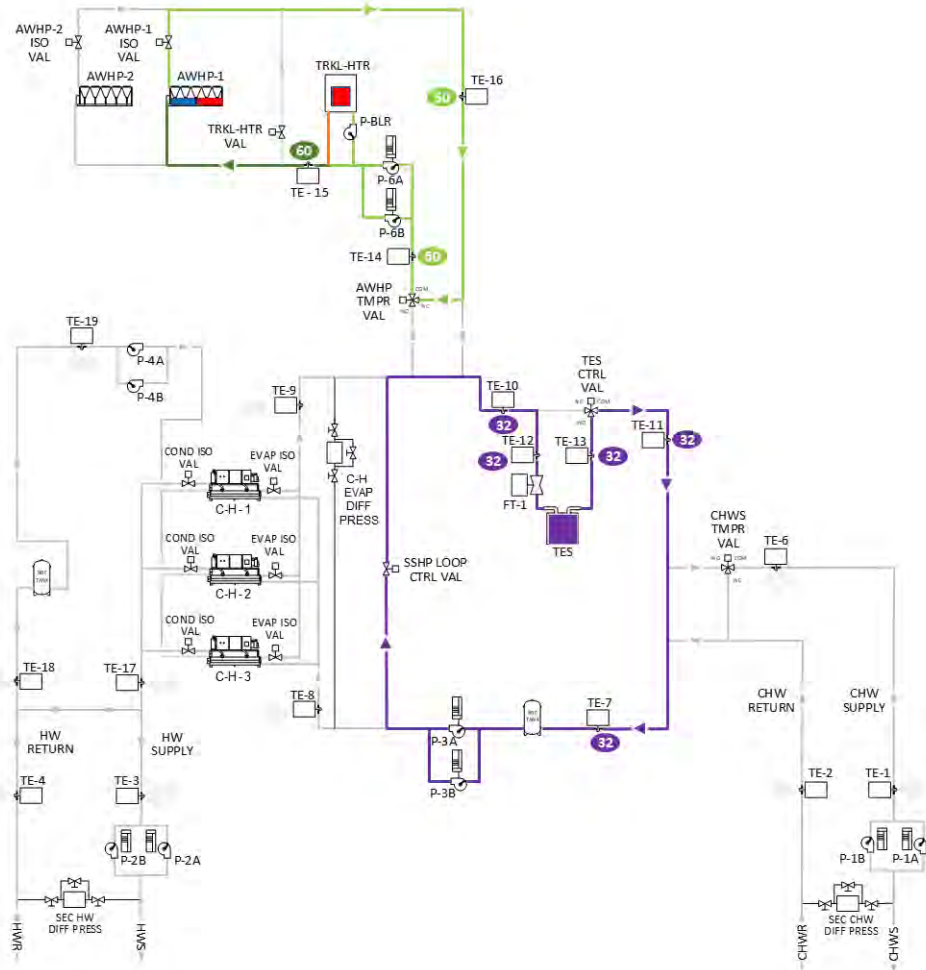 AWHP-2
ISO
VAL
AWHP-1
ISO
VAL
AWHP-2
AWHP-1
TRKL-HTR
TE-16
50
P-BLR
TRKL-HTR
VAL
60
TE - 15
P-6A
P-6B
TE-14
60
AWHP
TMPR
VAL
COM
N.C
N.O
TE-19
P-4A
P-4B
TE-9
TE-10
32
TES
CTRL
VAL
N.C
COM
N.O
TE-11
32
TE-12
32
TE-13
32
FT-1
TES
COND ISO
VAL
EVAP ISO
VAL
C-H - 1
C-H
EVAP
DIFF
PRESS
COND ISO
VAL
EVAP ISO
VAL
C-H - 2
COND ISO
VAL
EVAP ISO
VAL
C-H - 3
SSHP LOOP
CTRL VAL
CHWS
TMPR
VAL
N.O
COM
N.C
TE-6
TE-18
TE-17
TE-8
HW
RETURN
HW
SUPPLY
P-3A
P-3B
TE-7
32
CHW
RETURN
CHW
SUPPLY
TE-4
TE-3
TE-2
TE-1
P-2B
P-2A
P-1B
P-1A
SEC HW
DIFF PRESS
SEC CHW
DIFF PRESS
HWR
HWS
CHWR
CHWS